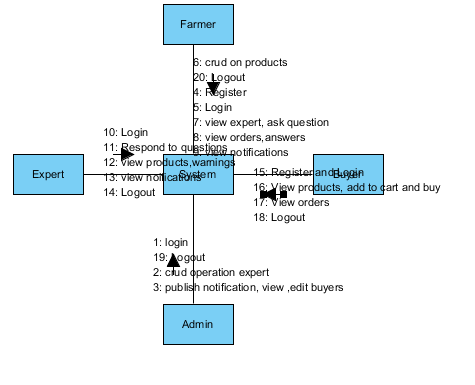 Farmer
6: crud on products
20: Logout
4: Register
5: Login
7: view expert, ask question
8: view orders,answers
9: view notifications
10: Login
11: Respond to questions
12: view products,warnings
13: view notifications
14: Logout
Expert
System
Buyer
15: Register and Login
16: View products, add to cart and buy
17: View orders
18: Logout
1: login
19: Logout
2: crud operation expert
3: publish notification, view ,edit buyers
Admin